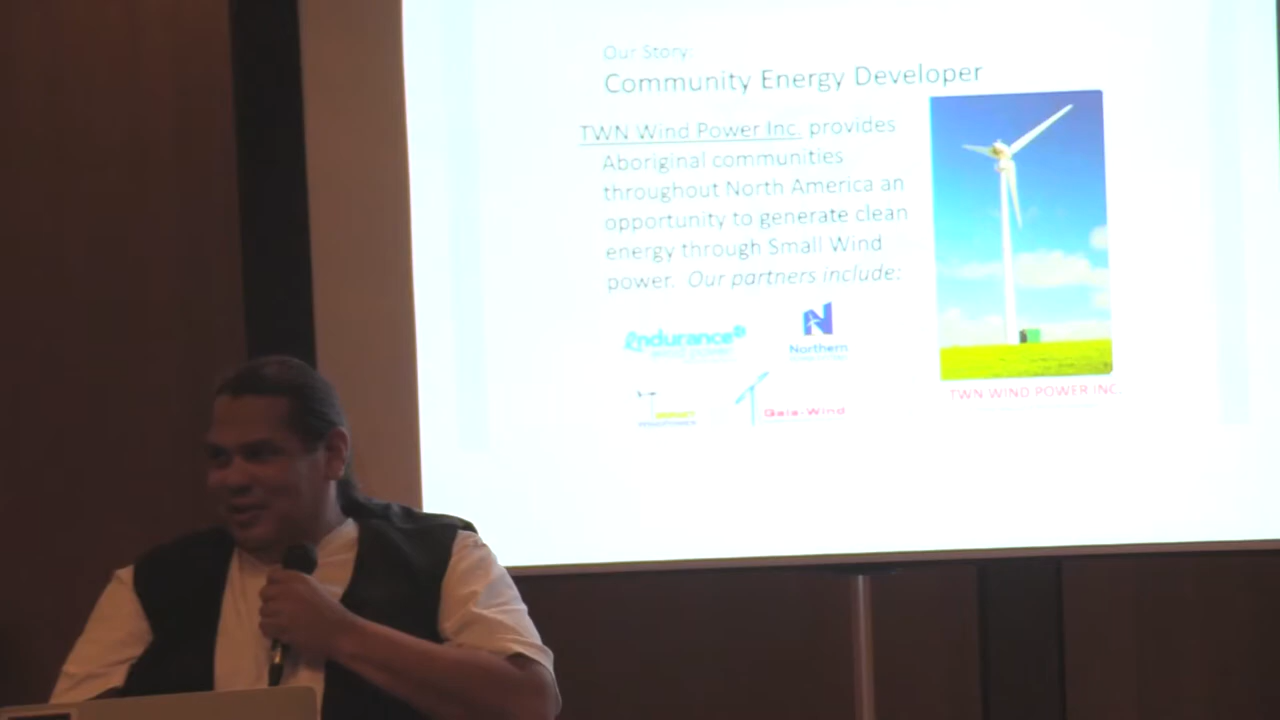 Our Story:
Community Energy Developer
TWN Wind Power Inc. provides
Aboriginal communities
throughout North America an
opportunity to generate clean
energy through Small Wind
power. Our partners include:
endurance
Northern
Gaia-Wind
TWN WIND POWER INC.